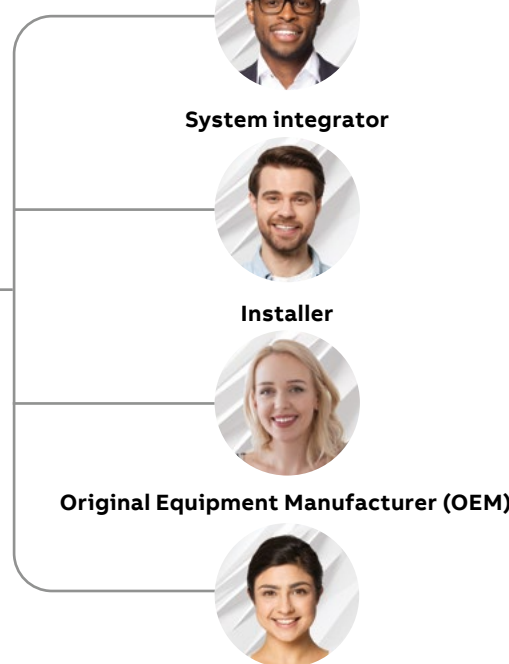 System integrator
Installer
Original Equipment Manufacturer (OEM)